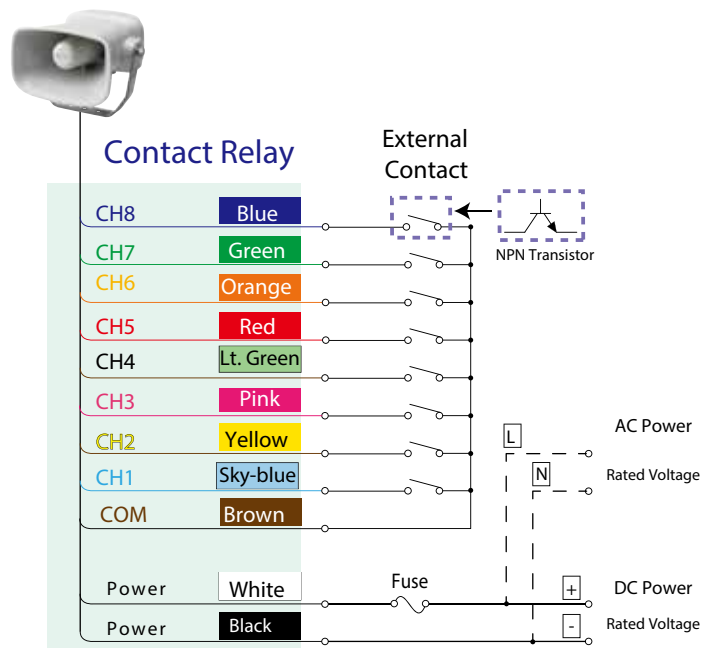 Contact Relay
External
Contact
CH8 Blue
NPN Transistor
CH7 Green
CH6 Orange
CH5 Red
CH4 Lt. Green
CH3 Pink
CH2 Yellow
L AC Power
CH1 Sky-blue
N Rated Voltage
COM Brown
Power White Fuse + DC Power
Power Black - Rated Voltage